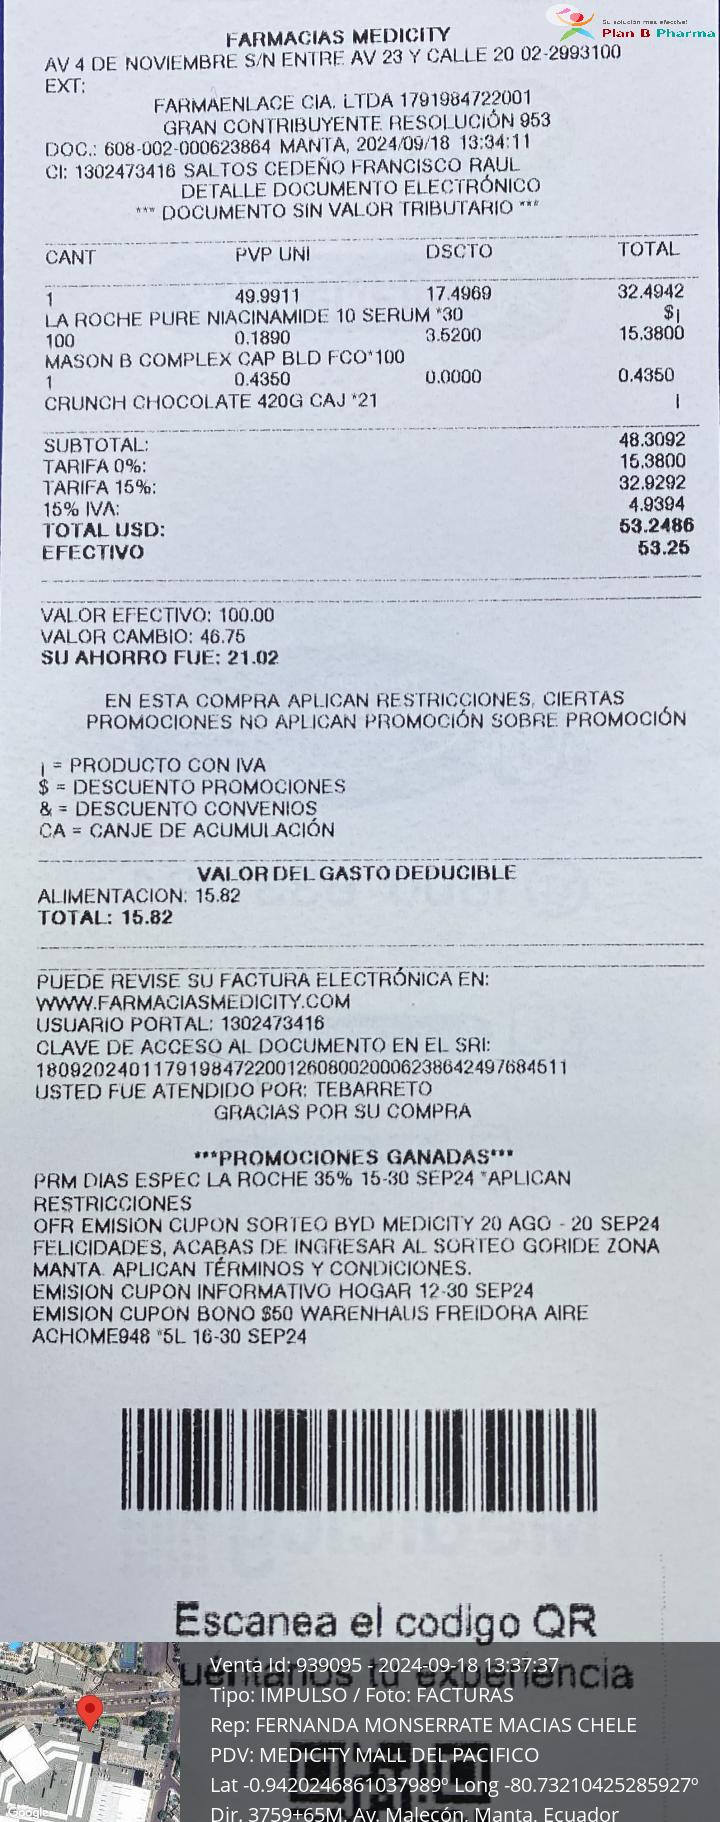 Su solución mas efectiva!
Plan B Pharma
FARMACIAS MEDICITY
AV 4 DE NOVIEMBRE S/N ENTRE AV 23 Y CALLE 20 02-2993100
EXT:
FARMAENLACE CIA. LTDA 1791984722001
GRAN CONTRIBUYENTE RESOLUCIÓN 953
DOC.: 608-002-000623864 MANTA, 2024/09/18 13:34:11
CI: 1302473416 SALTOS CEDEÑO FRANCISCO RAUL
DETALLE DOCUMENTO ELECTRÓNICO
*** DOCUMENTO SIN VALOR TRIBUTARIO ***
CANT PVP UNI DSCTO TOTAL
1 49.9911 17.4969 32.4942
LA ROCHE PURE NIACINAMIDE 10 SERUM *30 $¡
100 0.1890 3.5200 15.3800
MASON B COMPLEX CAP BLD FCO*100
1 0.4350 0.0000 0.4350
CRUNCH CHOCOLATE 420G CAJ *21 ¡
SUBTOTAL: 48.3092
TARIFA 0%: 15.3800
TARIFA 15%: 32.9292
15% IVA: 4.9394
TOTAL USD: 53.2486
EFECTIVO 53.25
VALOR EFECTIVO: 100.00
VALOR CAMBIO: 46.75
SU AHORRO FUE: 21.02
EN ESTA COMPRA APLICAN RESTRICCIONES, CIERTAS
PROMOCIONES NO APLICAN PROMOCIÓN SOBRE PROMOCIÓN
¡ = PRODUCTO CON IVA
$ = DESCUENTO PROMOCIONES
& = DESCUENTO CONVENIOS
CA = CANJE DE ACUMULACIÓN
VALOR DEL GASTO DEDUCIBLE
ALIMENTACION: 15.82
TOTAL: 15.82
PUEDE REVISE SU FACTURA ELECTRÓNICA EN:
WWW.FARMACIASMEDICITY.COM
USUARIO PORTAL: 1302473416
CLAVE DE ACCESO AL DOCUMENTO EN EL SRI:
1809202401179198472200126080020006238642497684511
USTED FUE ATENDIDO POR: TEBARRETO
GRACIAS POR SU COMPRA
***PROMOCIONES GANADAS***
PRM DIAS ESPEC LA ROCHE 35% 15-30 SEP24 *APLICAN
RESTRICCIONES
OFR EMISION CUPON SORTEO BYD MEDICITY 20 AGO - 20 SEP24
FELICIDADES, ACABAS DE INGRESAR AL SORTEO GORIDE ZONA
MANTA. APLICAN TÉRMINOS Y CONDICIONES.
EMISION CUPON INFORMATIVO HOGAR 12-30 SEP24
EMISION CUPON BONO $50 WARENHAUS FREIDORA AIRE
ACHOME948 *5L 16-30 SEP24
Escanea el codigo QR
uéntanos tu experiencia
Venta Id: 939095 - 2024-09-18 13:37:37
Tipo: IMPULSO / Foto: FACTURAS
Rep: FERNANDA MONSERRATE MACIAS CHELE
PDV: MEDICITY MALL DEL PACIFICO
Lat -0.9420246861037989º Long -80.73210425285927º
Dir. 3759+65M, Av. Malecón, Manta, Ecuador
Google